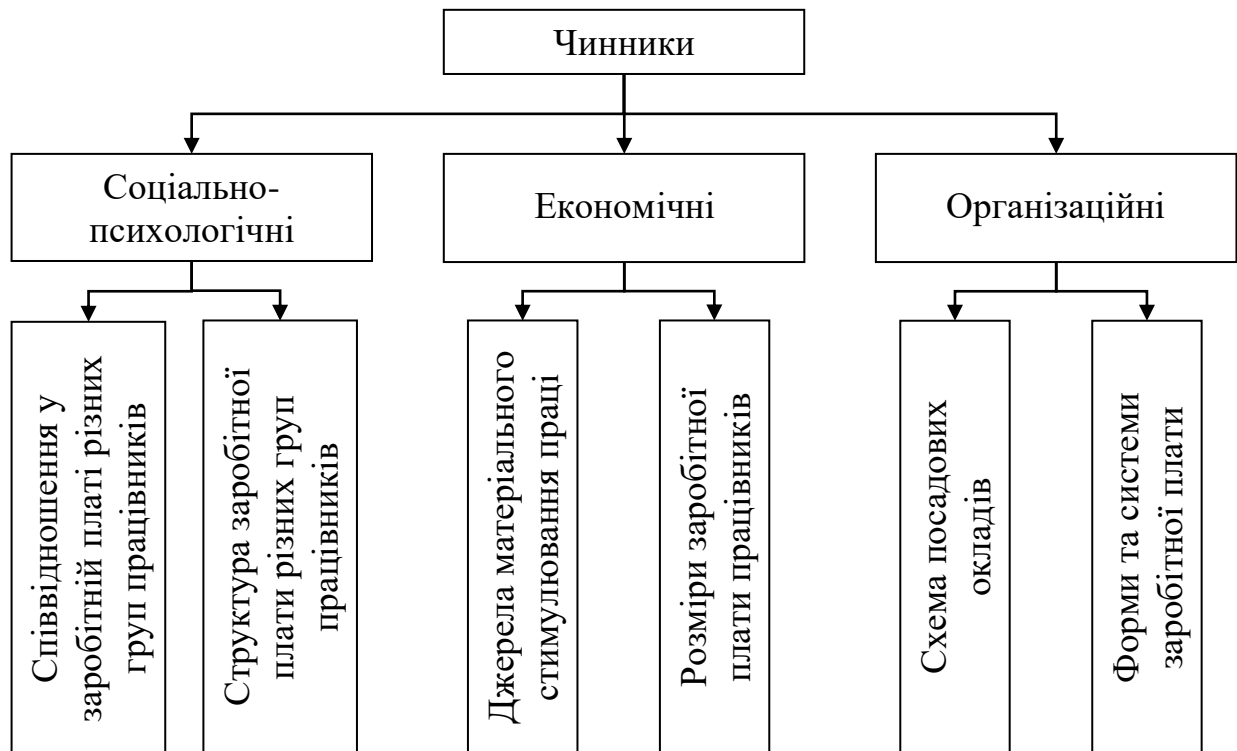 Чинники
Соціально-
психологічні
Економічні
Організаційні
Співвідношення у
заробітній платі різних
груп працівників
Структура заробітної
плати різних груп
працівників
Джерела матеріального
стимулювання праці
Розміри заробітної
плати працівників
Схема посадових
окладів
Форми та системи
заробітної плати